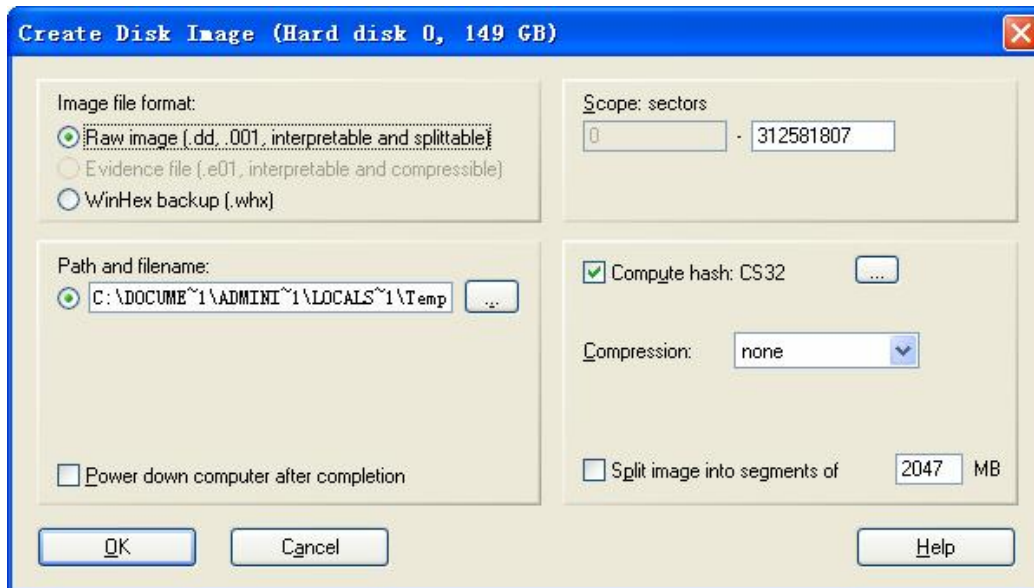 Create Disk Image (Hard disk 0, 149 GB)
Image file format:
Raw image (.dd, .001, interpretable and splittable)
Evidence file (.e01, interpretable and compressible)
WinHex backup (.whx)
Scope: sectors
0 - 312581807
Path and filename:
C:\DOCUME~1\ADMINI~1\LOCALS~1\Temp ...
Power down computer after completion
Compute hash: CS32 ...
Compression: none
Split image into segments of 2047 MB
OK Cancel Help